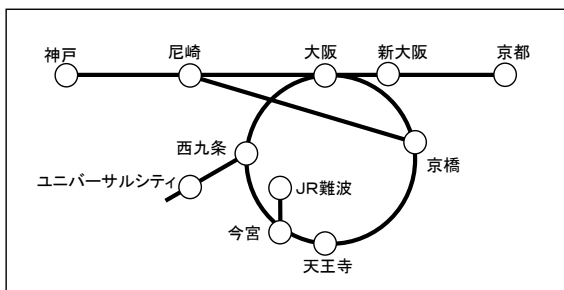 神戸
尼崎
大阪
新大阪
京都
西九条
京橋
ユニバーサルシティ
JR難波
今宮
天王寺